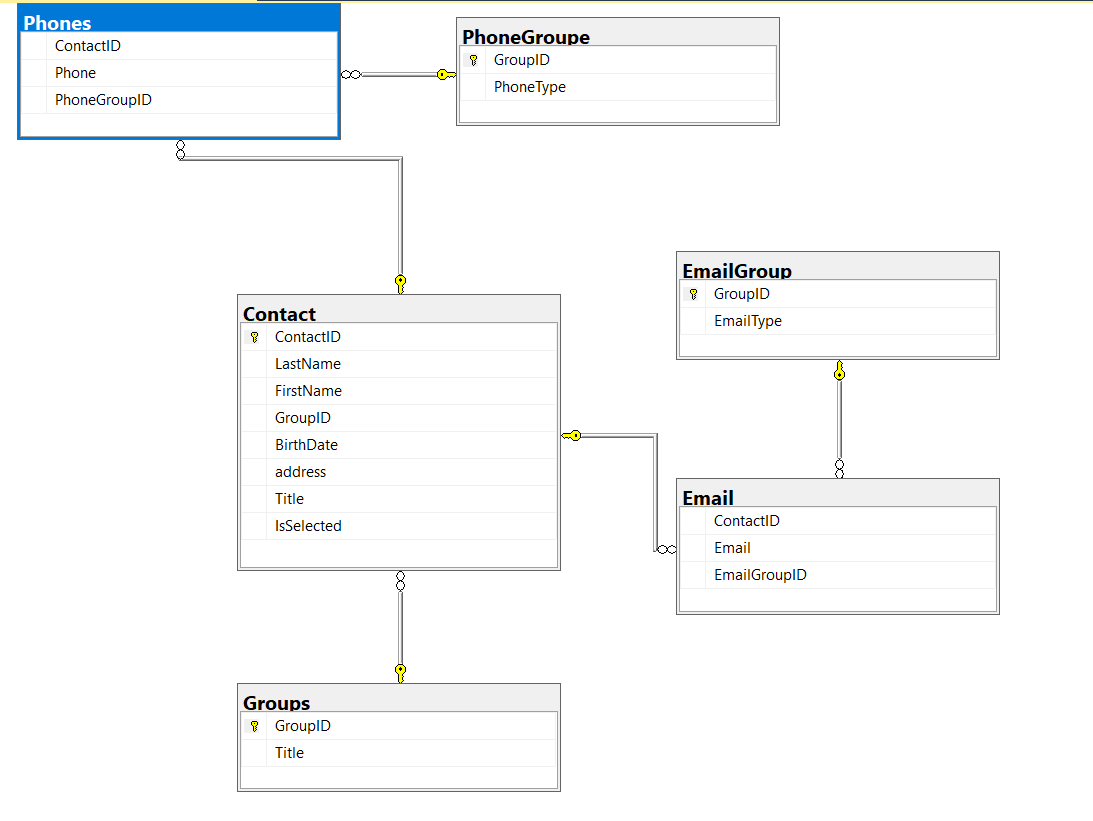 Phones
ContactID
Phone
PhoneGroupID
PhoneGroupe
GroupID
PhoneType
Contact
ContactID
LastName
FirstName
GroupID
BirthDate
address
Title
IsSelected
EmailGroup
GroupID
EmailType
Email
ContactID
Email
EmailGroupID
Groups
GroupID
Title